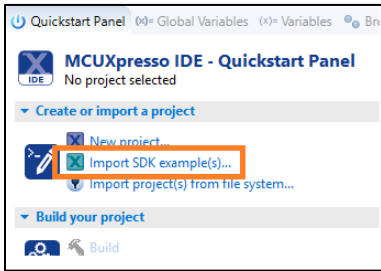 Quickstart Panel (x)= Global Variables (x)= Variables Bre
MCUXpresso IDE - Quickstart Panel
IDE No project selected
Create or import a project
New project...
Import SDK example(s)...
Import project(s) from file system...
Build your project
Build